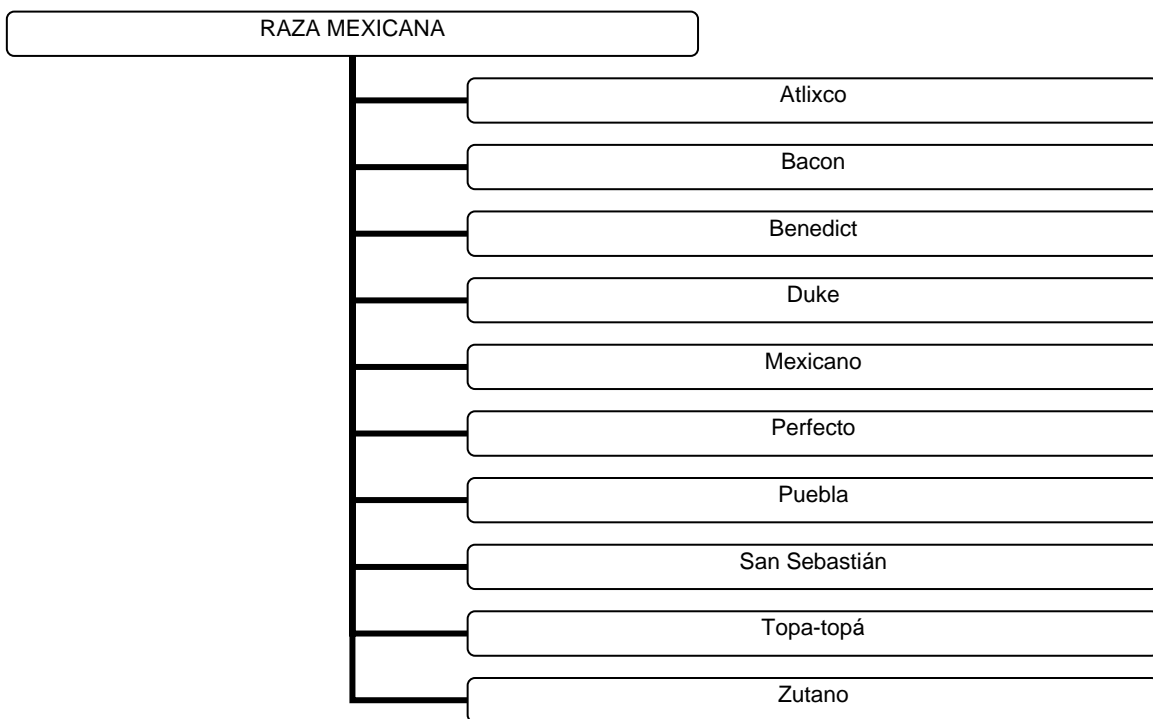 RAZA MEXICANA
Atlixco
Bacon
Benedict
Duke
Mexicano
Perfecto
Puebla
San Sebastián
Topa-topá
Zutano